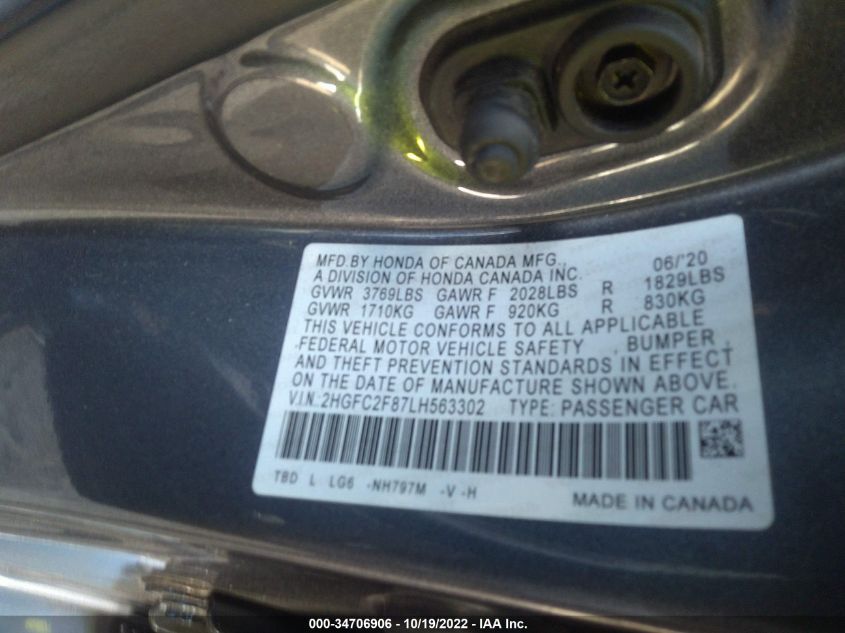 MFD.BY HONDA OF CANADA MFG., 06/'20
A DIVISION OF HONDA CANADA INC.
GVWR 3769LBS GAWR F 2028LBS R 1829LBS
GVWR 1710KG GAWR F 920KG R 830KG
THIS VEHICLE CONFORMS TO ALL APPLICABLE
FEDERAL MOTOR VEHICLE SAFETY , BUMPER ,
AND THEFT PREVENTION STANDARDS IN EFFECT
ON THE DATE OF MANUFACTURE SHOWN ABOVE.
V.I.N.:2HGFC2F87LH563302 TYPE: PASSENGER CAR
TBD L LG6 -NH797M -V -H
MADE IN CANADA
000-34706906 - 10/19/2022 - IAA Inc.